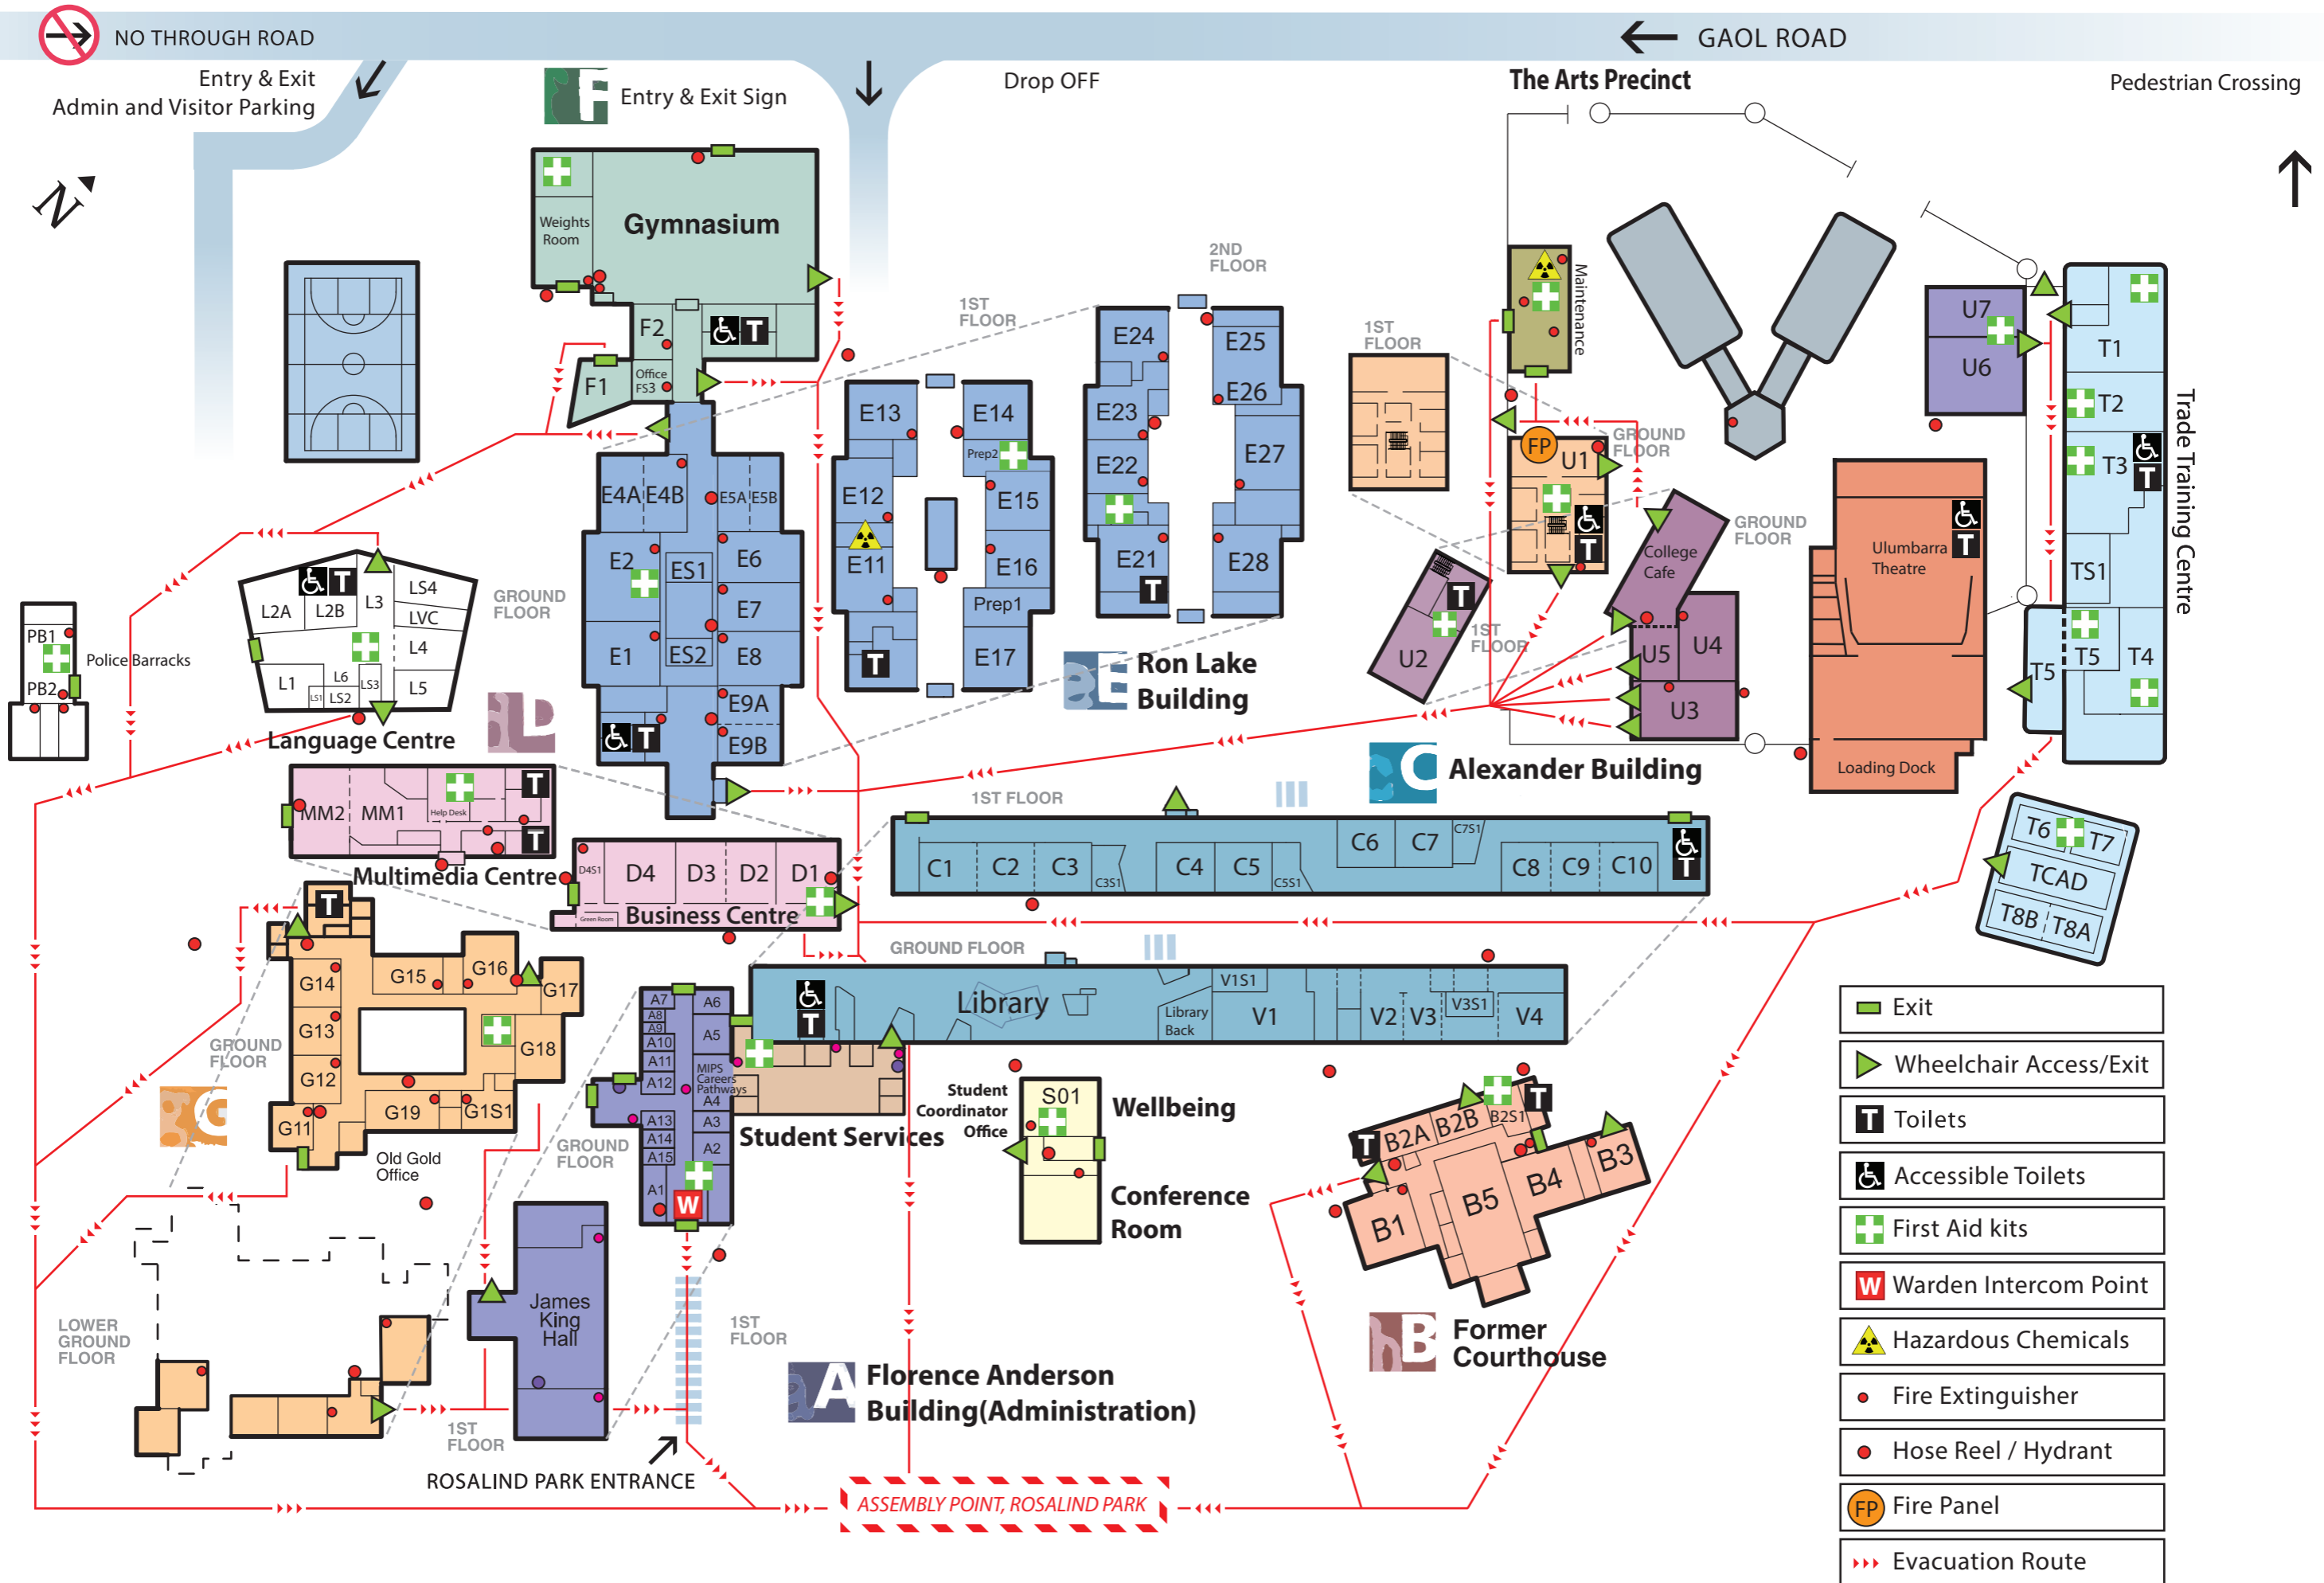 NO THROUGH ROAD
GAOL ROAD
Entry & Exit
Admin and Visitor Parking
F
Entry & Exit Sign
Drop OFF
The Arts Precinct
Pedestrian Crossing
N
Weights
Room
Gymnasium
F2
T
F1
Office
FS3
1ST
FLOOR
2ND
FLOOR
E24
E25
E26
E23
E22
E27
E21
E28
T
E13
E14
Prep2
E12
E15
E11
E16
Prep1
E17
T
E4A
E4B
E5A
E5B
E2
ES1
E6
E7
E1
ES2
E8
E9A
E9B
T
GROUND
FLOOR
E
Ron Lake
Building
Maintenance
1ST
FLOOR
FP
U1
T
GROUND
FLOOR
College
Cafe
GROUND
FLOOR
U2
T
1ST
FLOOR
U5
U4
U3
Ulumbarra
Theatre
T
Loading Dock
U7
U6
T1
T2
T3
T
TS1
T5
T5
T4
Trade Training Centre
T6
T7
TCAD
T8B
T8A
PB1
PB2
Police Barracks
T
L2A
L2B
L3
LS4
LVC
L4
L1
L6
LS1
LS2
LS3
L5
Language Centre
D
MM2
MM1
Help Desk
T
T
Multimedia Centre
D4S1
D4
D3
D2
D1
Green Room
Business Centre
C
Alexander Building
1ST FLOOR
C1
C2
C3
C3S1
C4
C5
C5S1
C6
C7
C7S1
C8
C9
C10
T
GROUND FLOOR
T
Library
Library
Back
V1S1
V1
V2
V3
V3S1
V4
T
G14
G15
G16
G17
G13
G18
G12
G19
G1S1
G11
GROUND
FLOOR
G
Old Gold
Office
LOWER
GROUND
FLOOR
A7
A6
A8
A9
A5
A10
A11
MIPS
Careers
Pathways
A12
A4
A13
A3
A14
A2
A15
A1
W
GROUND
FLOOR
Student Services
Student
Coordinator
Office
S01
Wellbeing
Conference
Room
T
B2A
B2B
B2S1
T
B1
B5
B4
B3
B
Former
Courthouse
James
King
Hall
1ST
FLOOR
1ST
FLOOR
A
Florence Anderson
Building(Administration)
ROSALIND PARK ENTRANCE
ASSEMBLY POINT, ROSALIND PARK
Exit
Wheelchair Access/Exit
T Toilets
Accessible Toilets
First Aid kits
W Warden Intercom Point
Hazardous Chemicals
Fire Extinguisher
Hose Reel / Hydrant
FP Fire Panel
Evacuation Route